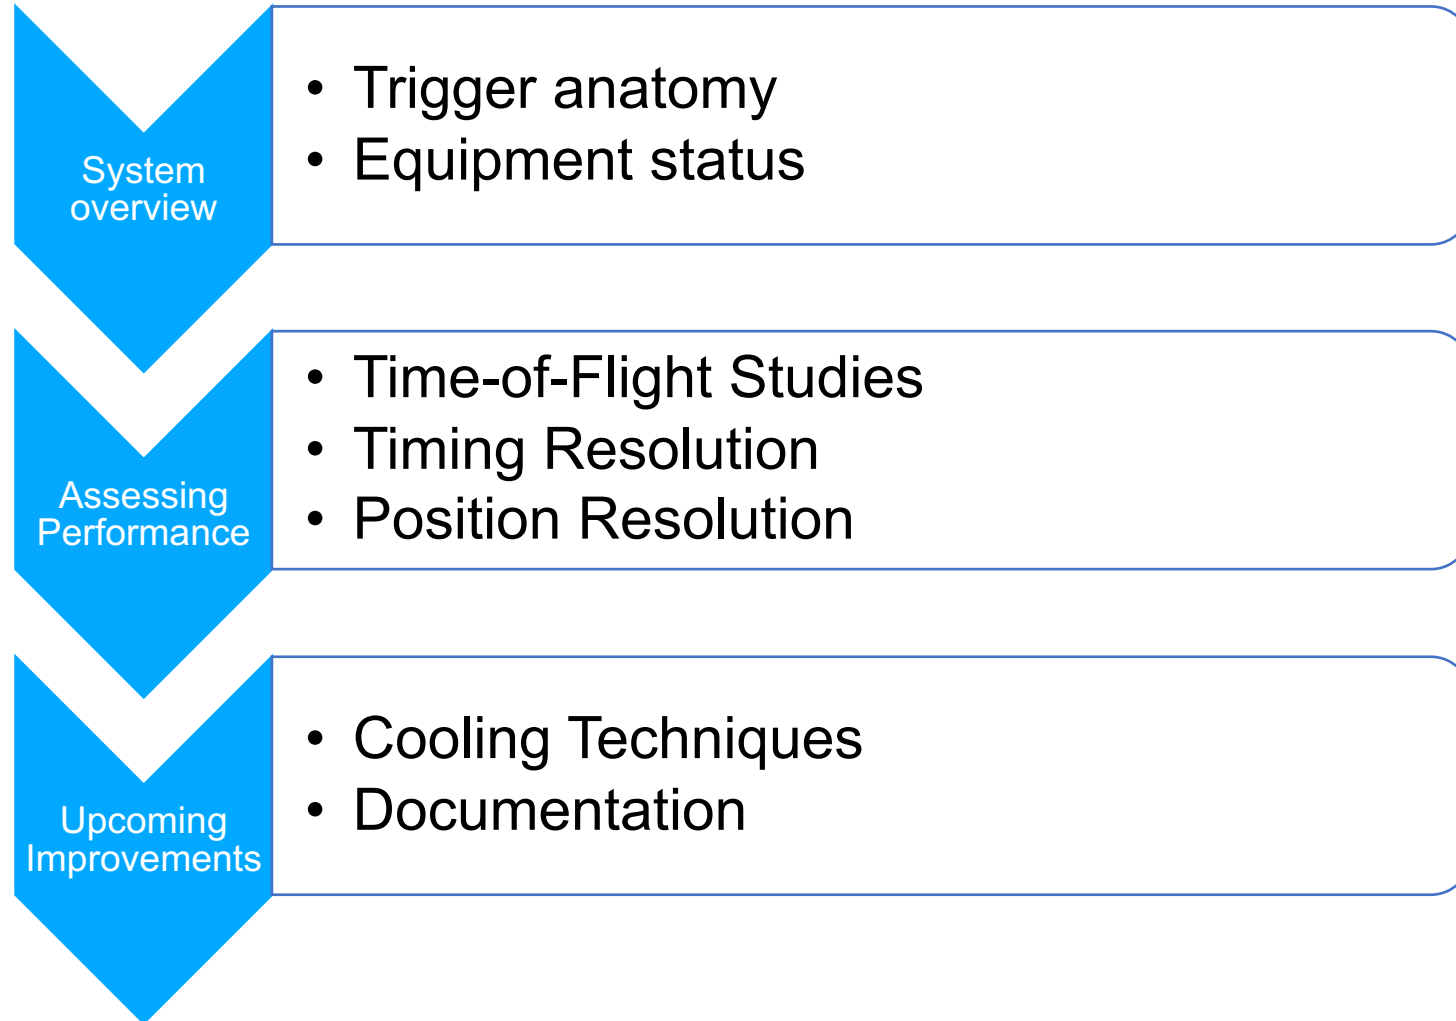 System
overview
• Trigger anatomy
• Equipment status
Assessing
Performance
• Time-of-Flight Studies
• Timing Resolution
• Position Resolution
Upcoming
Improvements
• Cooling Techniques
• Documentation